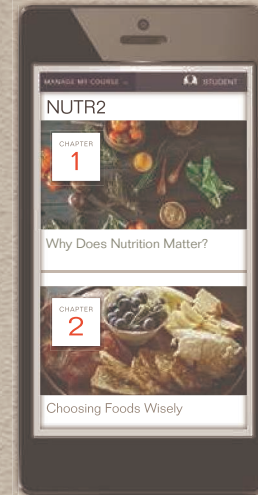 MANAGE MY COURSE
STUDENT
NUTR2
CHAPTER
1
Why Does Nutrition Matter?
CHAPTER
2
Choosing Foods Wisely